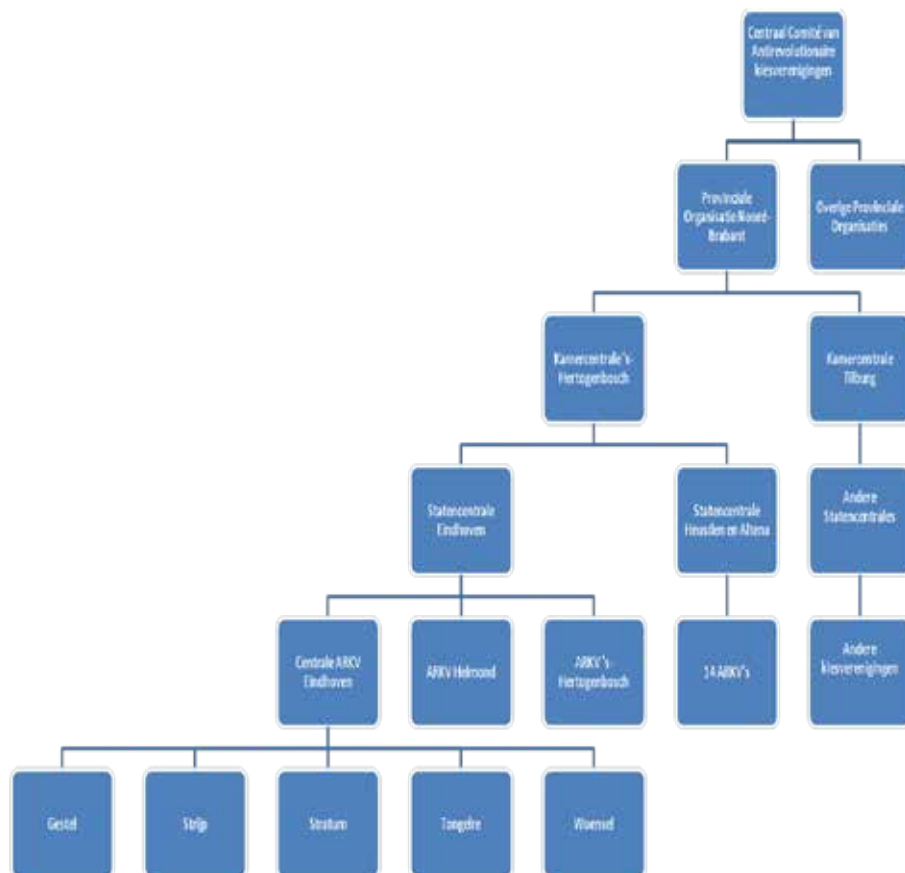 Centraal Comité van
Antirevolutionaire
kiesverenigingen
Provinciale
Organisatie Noord-
Brabant
Overige Provinciale
Organisaties
Kamercentrale 's-
Hertogenbosch
Kamercentrale
Tilburg
Statencentrale
Eindhoven
Statencentrale
Heusden en Altena
Andere
Statencentrales
Centrale ARKV
Eindhoven
ARKV Helmond
ARKV 's-
Hertogenbosch
14 ARKV's
Andere
kiesverenigingen
Gestel
Strijp
Stratum
Tongelre
Woensel